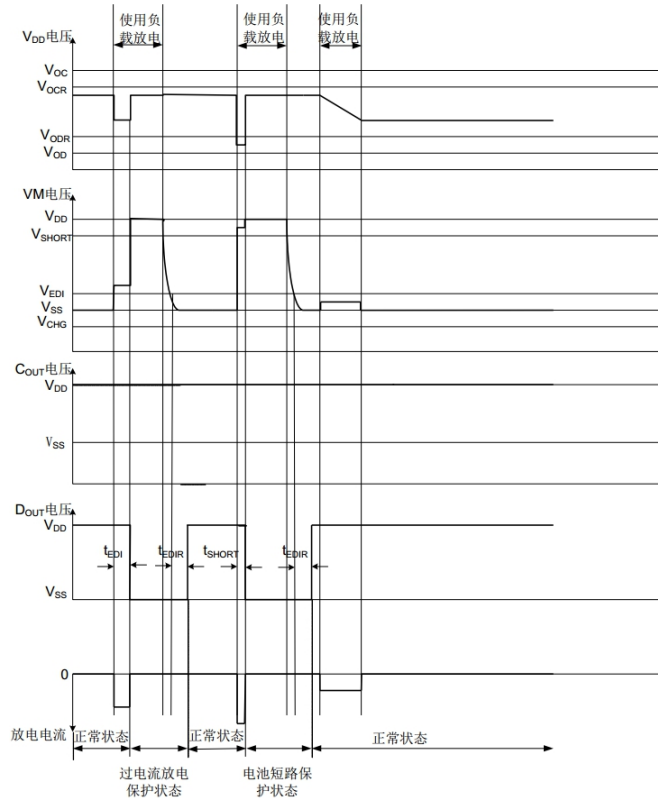 使用负
载放电
使用负
载放电
使用负
载放电
VDD电压
VOC
VOCR
VODR
VOD
VM电压
VDD
VSHORT
VEDI
VSS
VCHG
COUT电压
VDD
VSS
DOUT电压
VDD
tEDI
tEDIR
tSHORT
tEDIR
VSS
0
放电电流
正常状态
正常状态
正常状态
过电流放电
保护状态
电池短路保
护状态